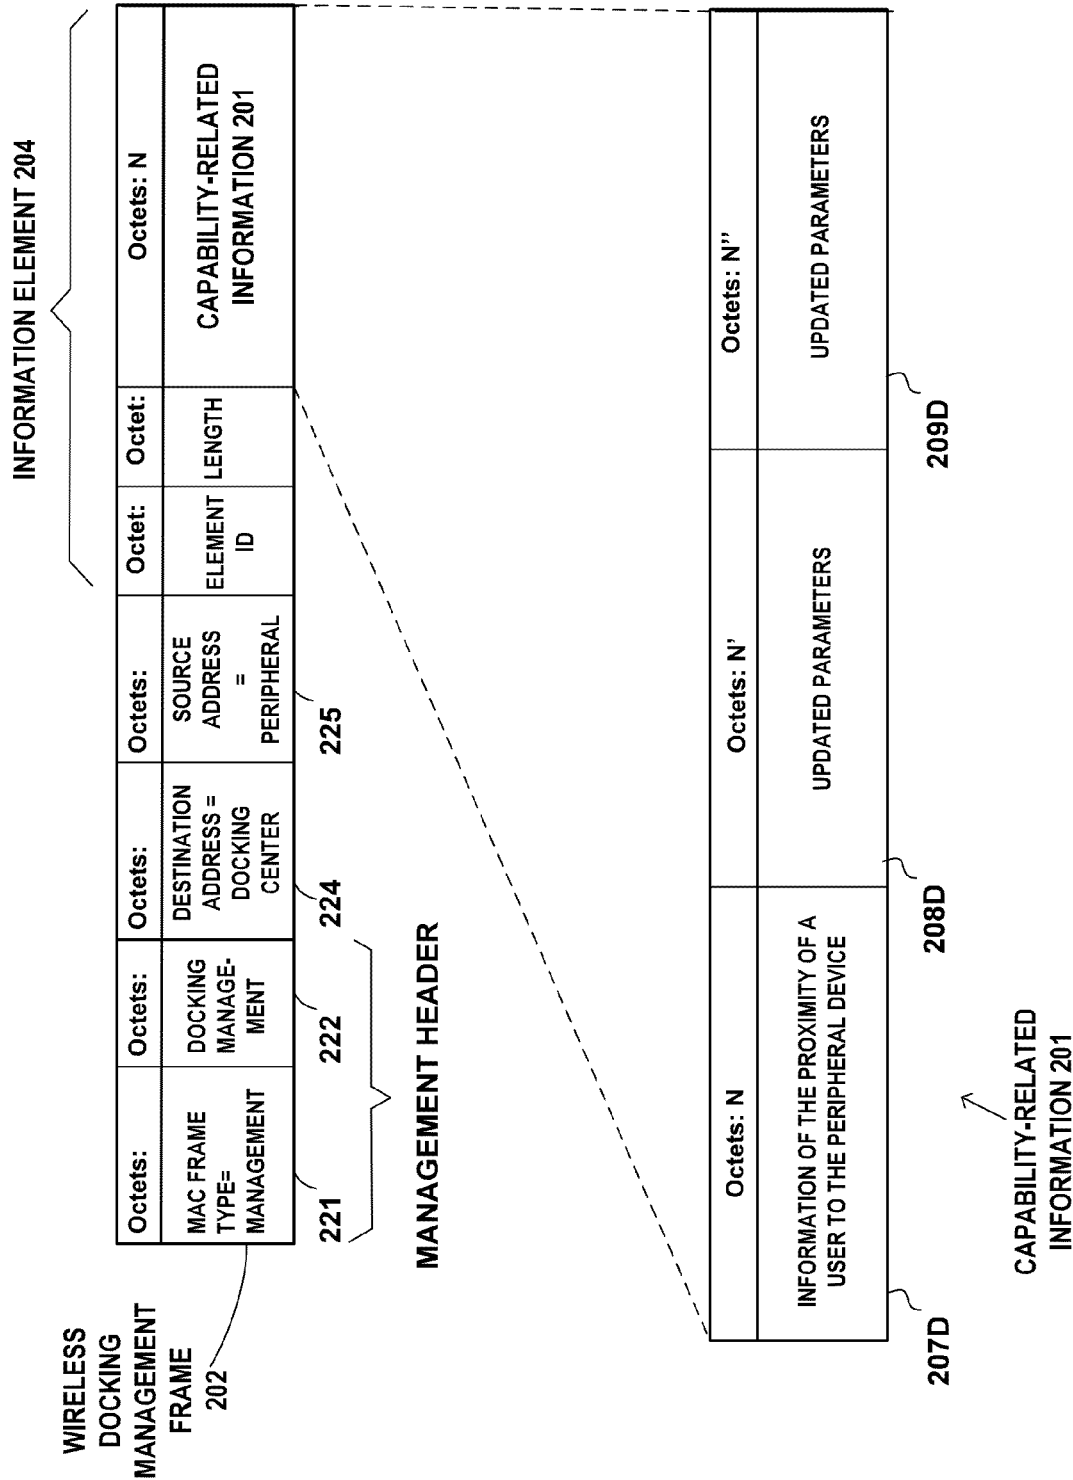 WIRELESS
DOCKING
MANAGEMENT
FRAME
202
INFORMATION ELEMENT 204
Octets:
MAC FRAME
TYPE=
MANAGEMENT
221
Octets:
DOCKING
MANAGE-
MENT
222
MANAGEMENT HEADER
Octets:
DESTINATION
ADDRESS =
DOCKING
CENTER
224
Octets:
SOURCE
ADDRESS
=
PERIPHERAL
225
Octet:
ELEMENT
ID
Octet:
LENGTH
Octets: N
CAPABILITY-RELATED
INFORMATION 201
Octets: N
INFORMATION OF THE PROXIMITY OF A
USER TO THE PERIPHERAL DEVICE
207D
Octets: N'
UPDATED PARAMETERS
208D
Octets: N''
UPDATED PARAMETERS
209D
CAPABILITY-RELATED
INFORMATION 201